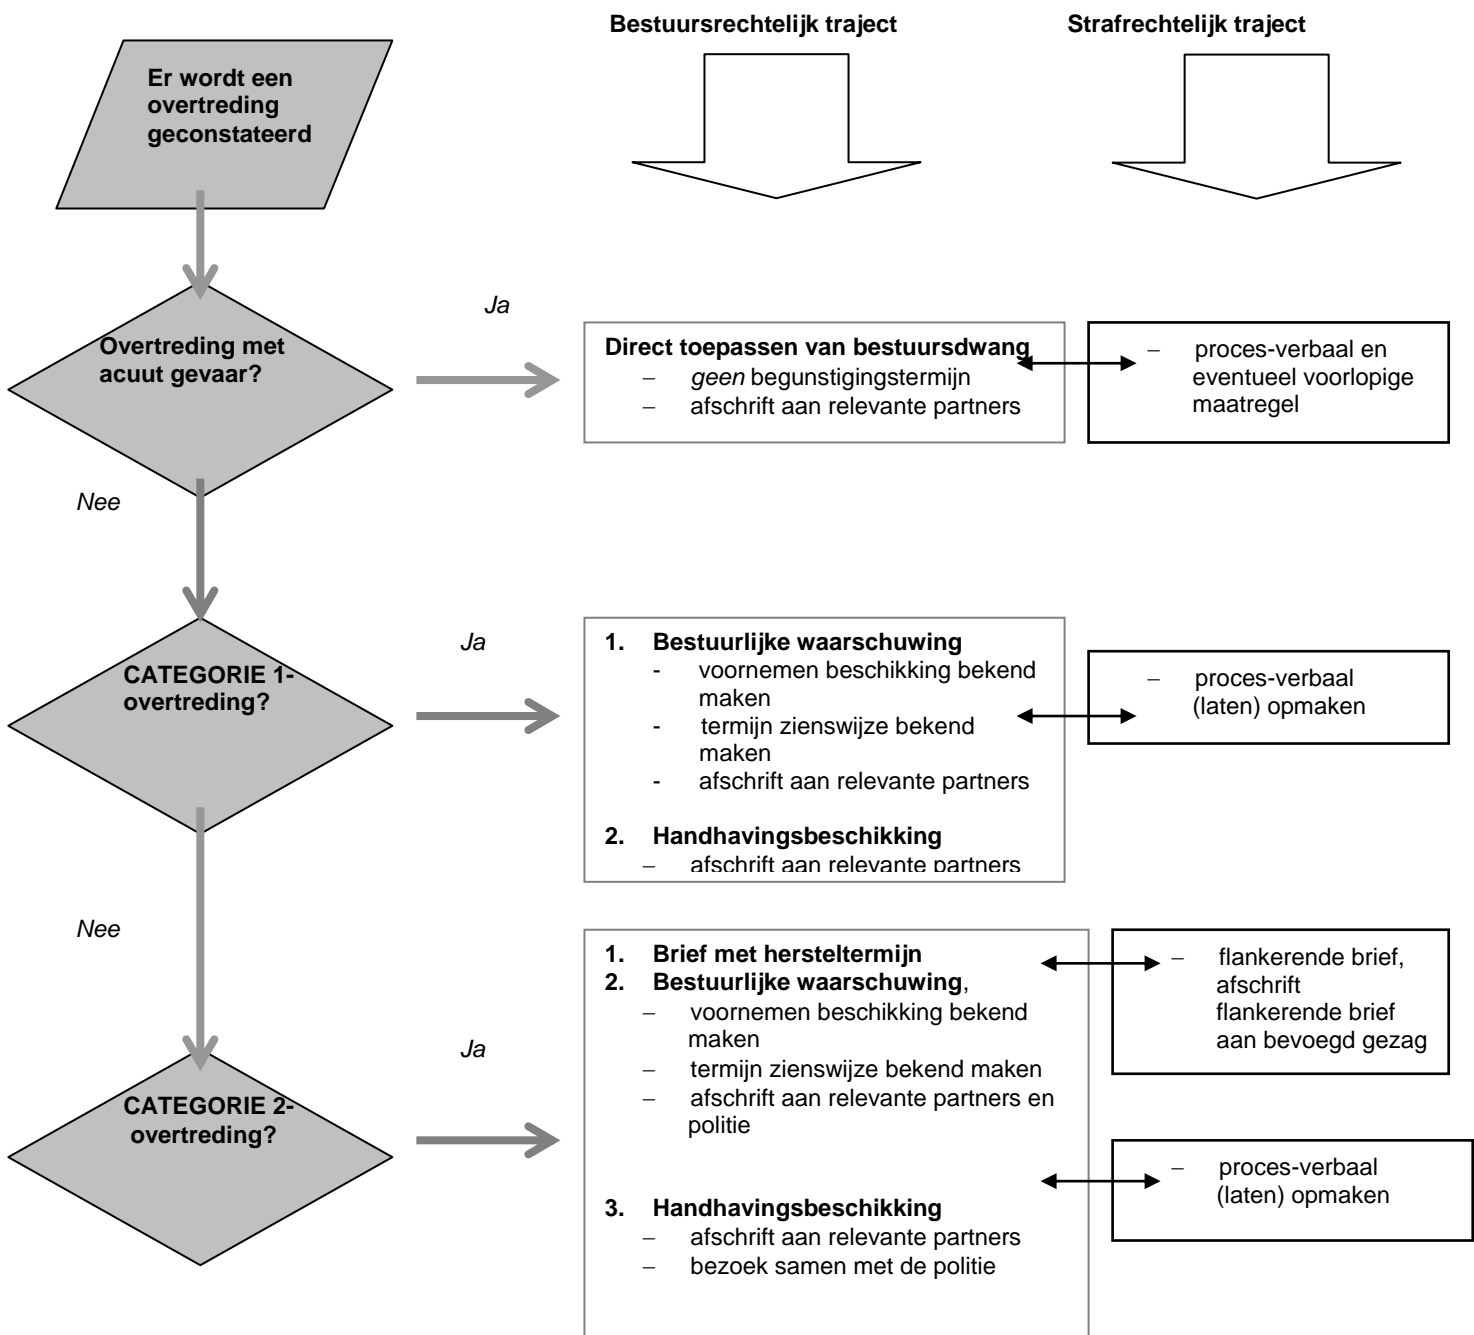 Bestuursrechtelijk traject
Strafrechtelijk traject
Er wordt een
overtreding
geconstateerd
Overtreding met
acuut gevaar?
Ja
Direct toepassen van bestuursdwang
– geen begunstigingstermijn
– afschrift aan relevante partners
– proces-verbaal en
eventueel voorlopige
maatregel
Nee
CATEGORIE 1-
overtreding?
Ja
1. Bestuurlijke waarschuwing
- voornemen beschikking bekend
maken
- termijn zienswijze bekend
maken
- afschrift aan relevante partners
2. Handhavingsbeschikking
– afschrift aan relevante partners
– proces-verbaal
(laten) opmaken
Nee
CATEGORIE 2-
overtreding?
Ja
1. Brief met hersteltermijn
2. Bestuurlijke waarschuwing,
– voornemen beschikking bekend
maken
– termijn zienswijze bekend maken
– afschrift aan relevante partners en
politie
3. Handhavingsbeschikking
– afschrift aan relevante partners
– bezoek samen met de politie
– flankerende brief,
afschrift
flankerende brief
aan bevoegd gezag
– proces-verbaal
(laten) opmaken